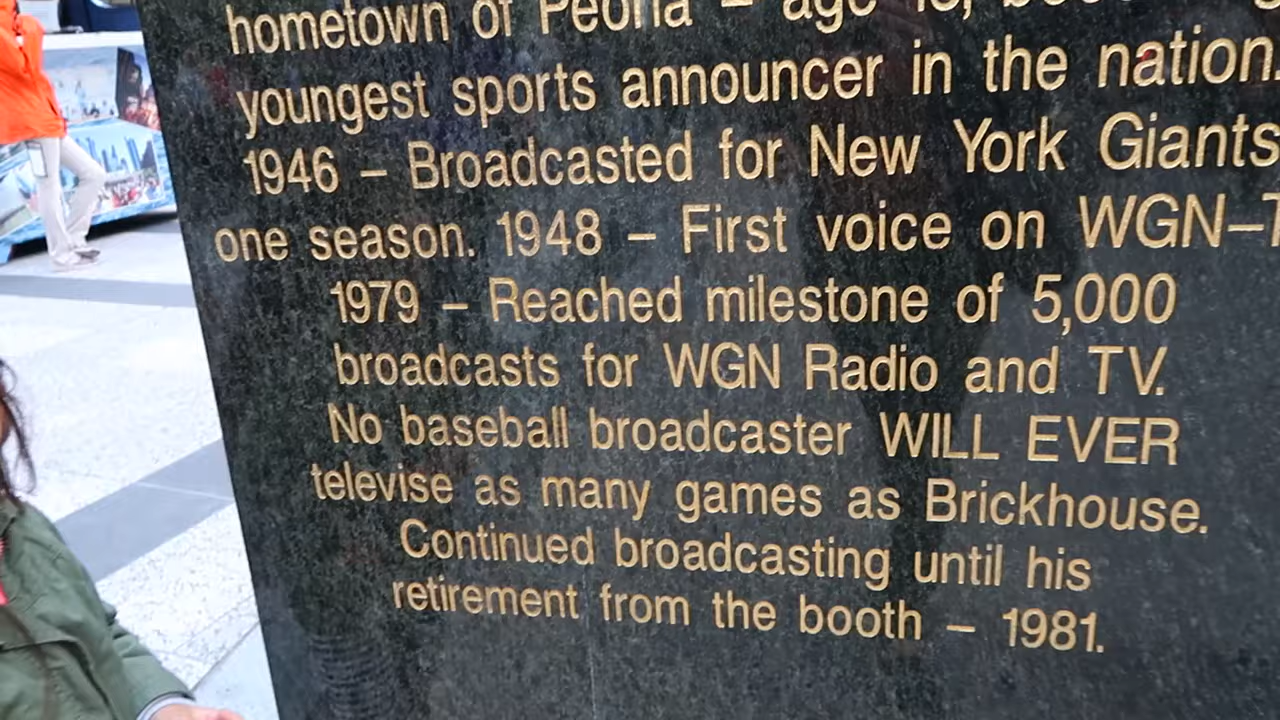 hometown of Peoria – age
youngest sports announcer in the nation.
1946 – Broadcasted for New York Giants
one season. 1948 – First voice on WGN–T
1979 – Reached milestone of 5,000
broadcasts for WGN Radio and TV.
No baseball broadcaster WILL EVER
televise as many games as Brickhouse.
Continued broadcasting until his
retirement from the booth – 1981.